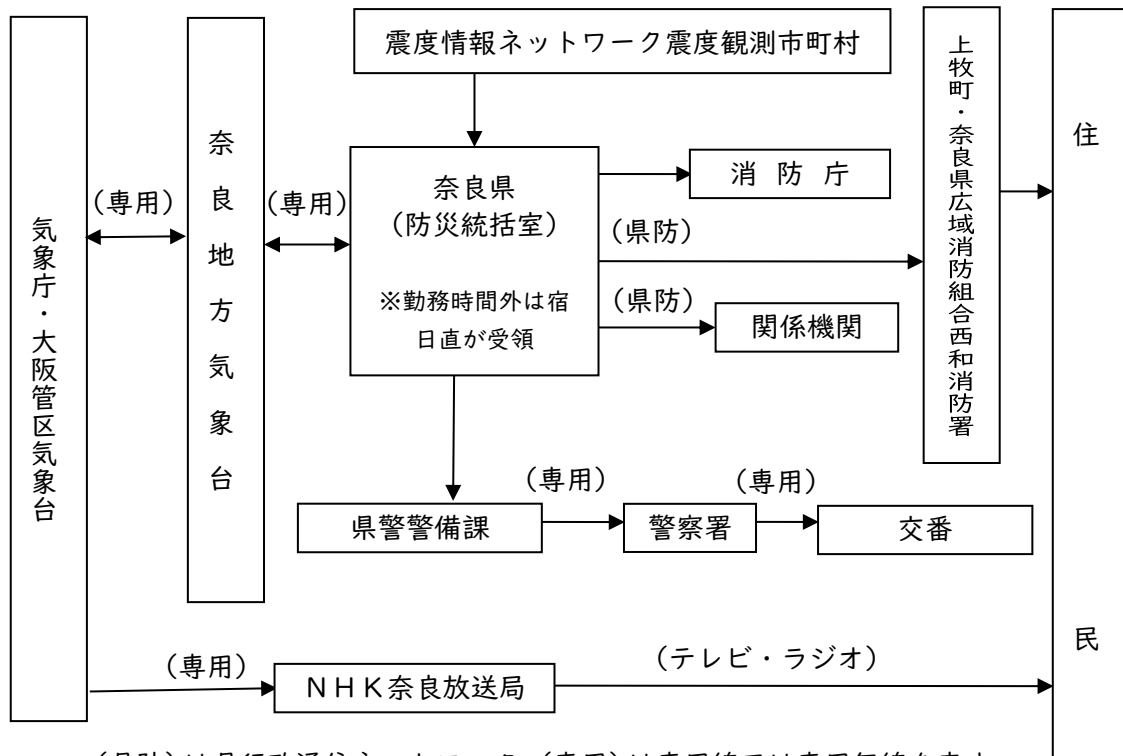 震度情報ネットワーク震度観測市町村
気象庁・大阪管区気象台
(専用)
奈良地方気象台
(専用)
奈良県
(防災統括室)
※勤務時間外は宿
日直が受領
消 防 庁
(県防)
上牧町・奈良県広域消防組合西和消防署
(県防)
関係機関
県警警備課
(専用)
警察署
(専用)
交番
(専用)
NHK奈良放送局
(テレビ・ラジオ)
住民